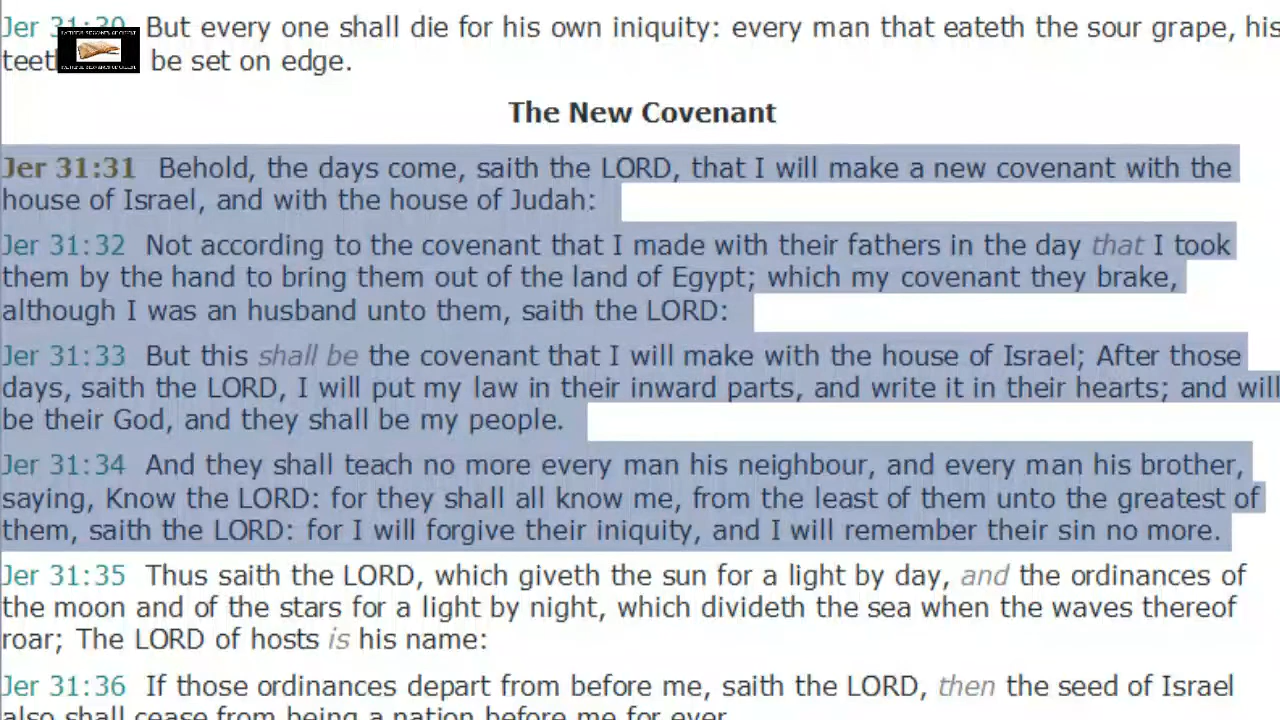 Jer 31:30 But every one shall die for his own iniquity: every man that eateth the sour grape, his
teeth be set on edge.
The New Covenant
Jer 31:31 Behold, the days come, saith the LORD, that I will make a new covenant with the
house of Israel, and with the house of Judah:
Jer 31:32 Not according to the covenant that I made with their fathers in the day that I took
them by the hand to bring them out of the land of Egypt; which my covenant they brake,
although I was an husband unto them, saith the LORD:
Jer 31:33 But this shall be the covenant that I will make with the house of Israel; After those
days, saith the LORD, I will put my law in their inward parts, and write it in their hearts; and will
be their God, and they shall be my people.
Jer 31:34 And they shall teach no more every man his neighbour, and every man his brother,
saying, Know the LORD: for they shall all know me, from the least of them unto the greatest of
them, saith the LORD: for I will forgive their iniquity, and I will remember their sin no more.
Jer 31:35 Thus saith the LORD, which giveth the sun for a light by day, and the ordinances of
the moon and of the stars for a light by night, which divideth the sea when the waves thereof
roar; The LORD of hosts is his name:
Jer 31:36 If those ordinances depart from before me, saith the LORD, then the seed of Israel
also shall cease from being a nation before me for ever.